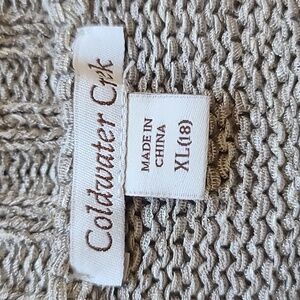 Coldwater Crk
MADE IN
CHINA
XL(18)